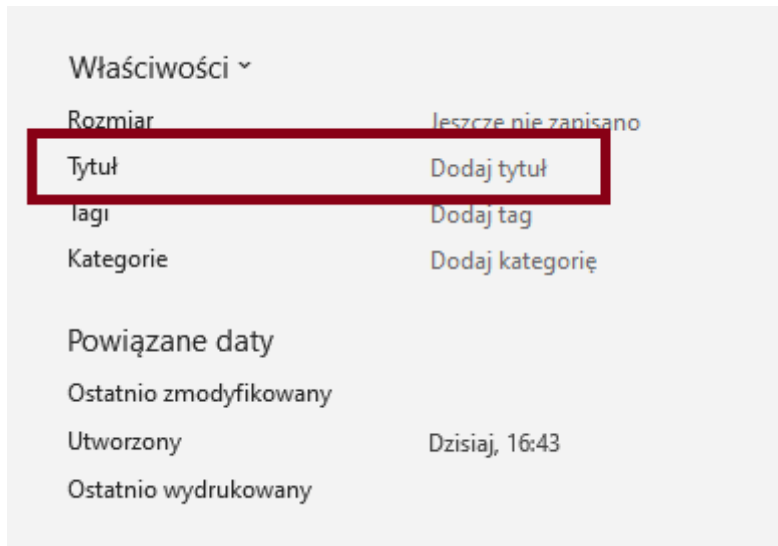 Właściwości
Rozmiar Jeszcze nie zapisano
Tytuł Dodaj tytuł
Tagi Dodaj tag
Kategorie Dodaj kategorię
Powiązane daty
Ostatnio zmodyfikowany
Utworzony Dzisiaj, 16:43
Ostatnio wydrukowany